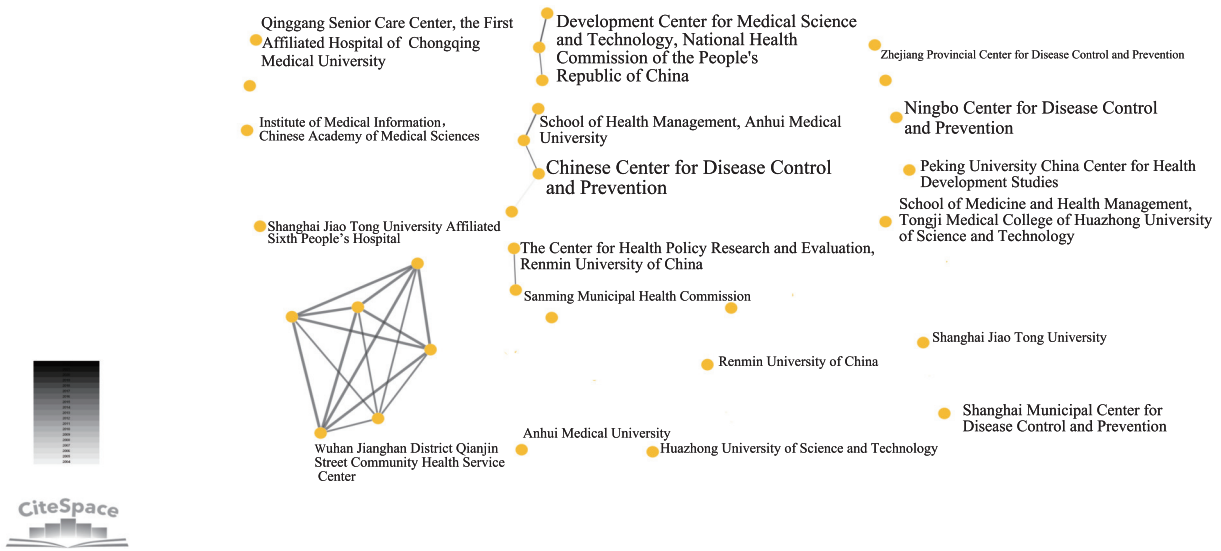 Qinggang Senior Care Center, the First
Affiliated Hospital of Chongqing
Medical University
Institute of Medical Information,
Chinese Academy of Medical Sciences
Shanghai Jiao Tong University Affiliated
Sixth People's Hospital
Development Center for Medical Science
and Technology, National Health
Commission of the People's
Republic of China
School of Health Management, Anhui Medical
University
Chinese Center for Disease Control
and Prevention
The Center for Health Policy Research and Evaluation,
Renmin University of China
Sanming Municipal Health Commission
Zhejiang Provincial Center for Disease Control and Prevention
Ningbo Center for Disease Control
and Prevention
Peking University China Center for Health
Development Studies
School of Medicine and Health Management,
Tongji Medical College of Huazhong University
of Science and Technology
Shanghai Jiao Tong University
Renmin University of China
Shanghai Municipal Center for
Disease Control and Prevention
Anhui Medical University
Huazhong University of Science and Technology
Wuhan Jianghan District Qianjin
Street Community Health Service
Center
CiteSpace